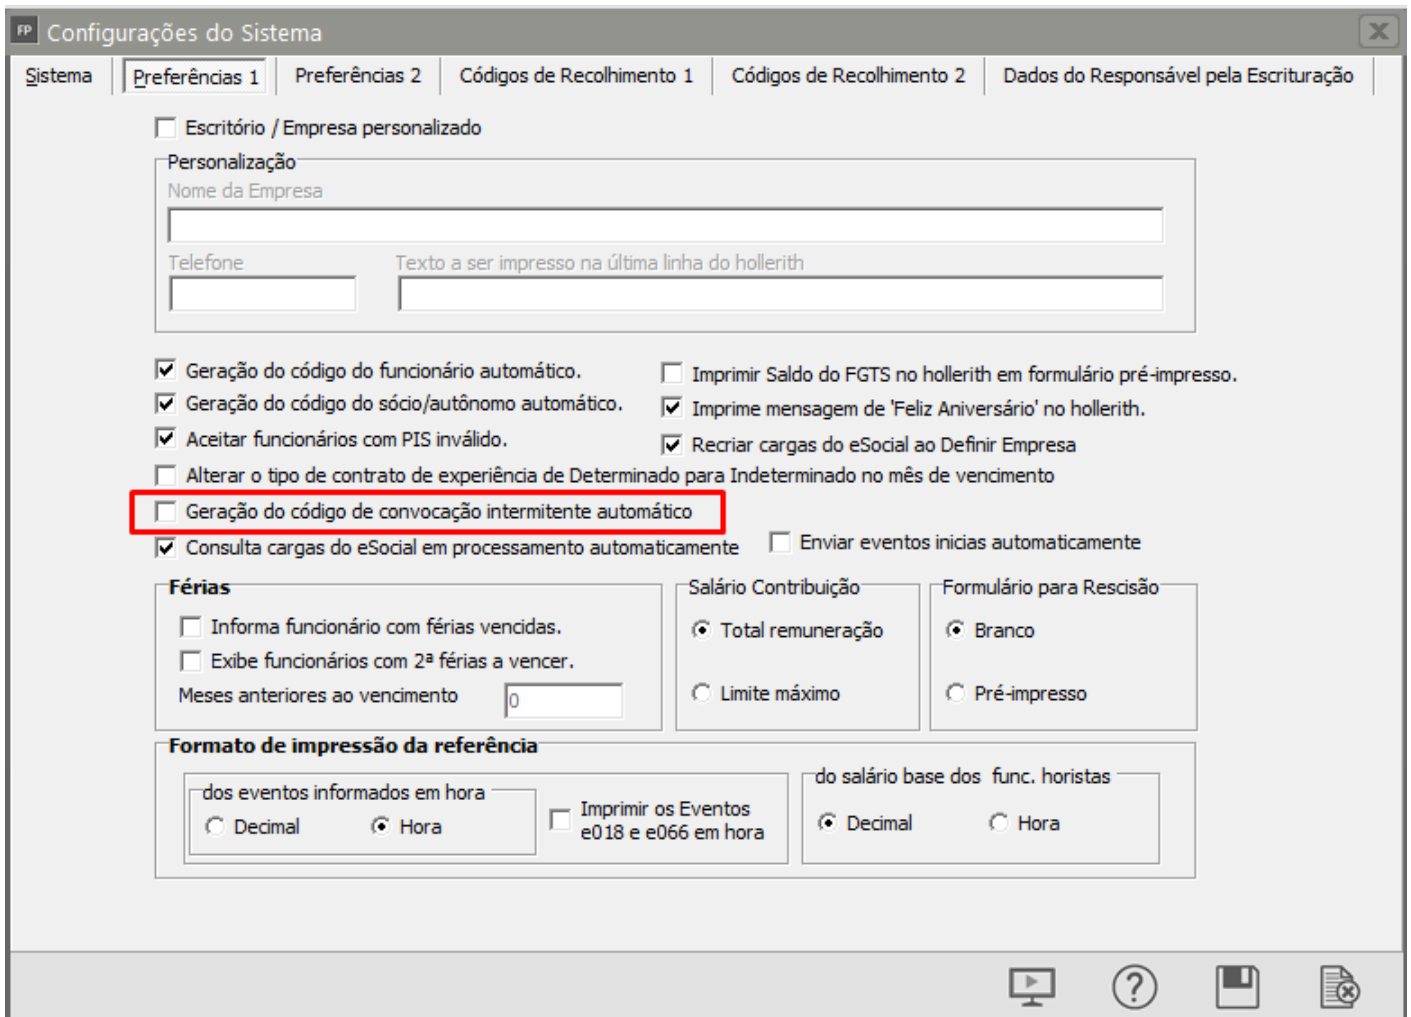 FP Configurações do Sistema
Sistema Preferências 1 Preferências 2 Códigos de Recolhimento 1 Códigos de Recolhimento 2 Dados do Responsável pela Escrituração
Escritório / Empresa personalizado
Personalização
Nome da Empresa
Telefone Texto a ser impresso na última linha do hollerith
Geração do código do funcionário automático. Imprimir Saldo do FGTS no hollerith em formulário pré-impresso.
Geração do código do sócio/autônomo automático. Imprime mensagem de 'Feliz Aniversário' no hollerith.
Aceitar funcionários com PIS inválido. Recriar cargas do eSocial ao Definir Empresa
Alterar o tipo de contrato de experiência de Determinado para Indeterminado no mês de vencimento
Geração do código de convocação intermitente automático
Consulta cargas do eSocial em processamento automaticamente Enviar eventos inicias automaticamente
Férias Salário Contribuição Formulário para Rescisão
Informa funcionário com férias vencidas. Total remuneração Branco
Exibe funcionários com 2ª férias a vencer.
Meses anteriores ao vencimento 0 Limite máximo Pré-impresso
Formato de impressão da referência
dos eventos informados em hora do salário base dos func. horistas
Decimal Hora Imprimir os Eventos Decimal Hora
e018 e e066 em hora